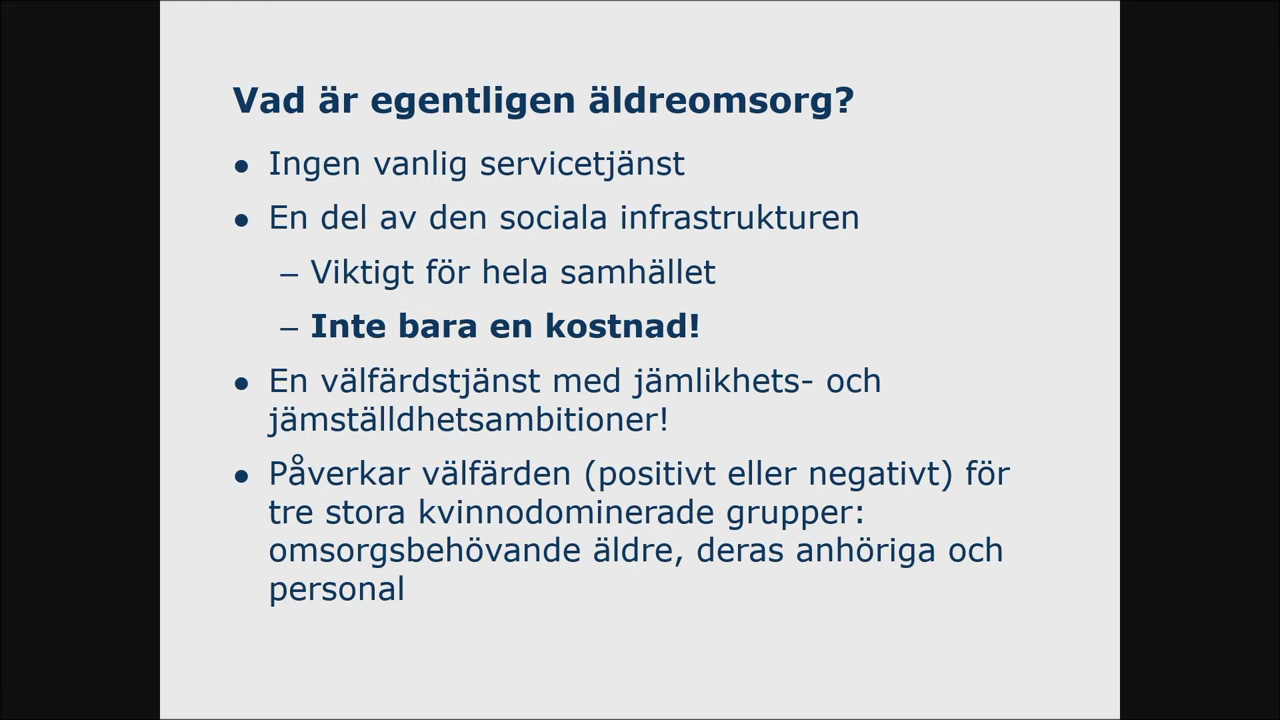 Vad är egentligen äldreomsorg?
● Ingen vanlig servicetjänst
● En del av den sociala infrastrukturen
– Viktigt för hela samhället
– Inte bara en kostnad!
● En välfärdstjänst med jämlikhets- och
jämställdhetsambitioner!
● Påverkar välfärden (positivt eller negativt) för
tre stora kvinnodominerade grupper:
omsorgsbehövande äldre, deras anhöriga och
personal